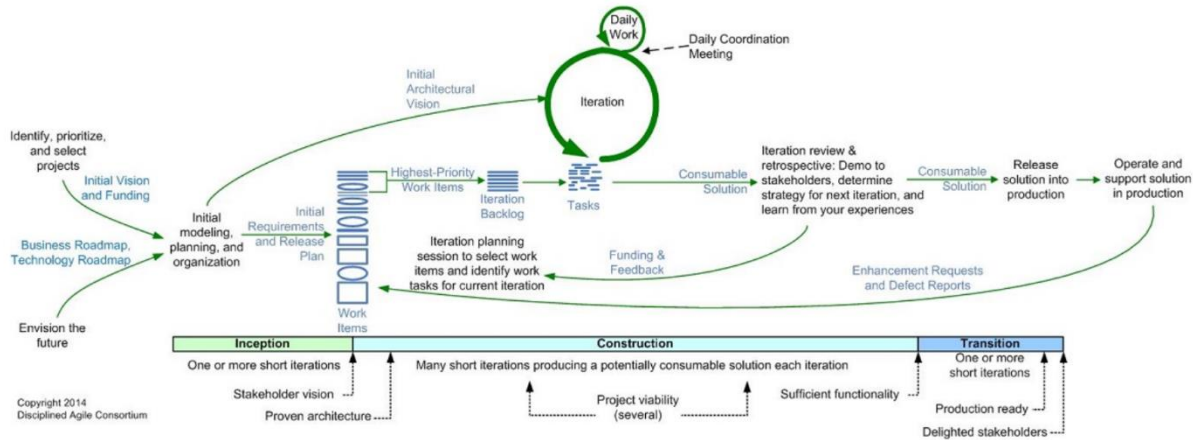 Daily
Work
Daily Coordination
Meeting
Initial
Architectural
Vision
Iteration
Identify, prioritize,
and select
projects
Initial Vision
and Funding
Business Roadmap,
Technology Roadmap
Envision the
future
Initial
modeling,
planning, and
organization
Initial
Requirements
and Release
Plan
Highest-Priority
Work Items
Iteration
Backlog
Tasks
Work
Items
Consumable
Solution
Iteration review &
retrospective: Demo to
stakeholders, determine
strategy for next iteration, and
learn from your experiences
Consumable
Solution
Release
solution into
production
Operate and
support solution
in production
Iteration planning
session to select work
items and identify work
tasks for current iteration
Funding &
Feedback
Enhancement Requests
and Defect Reports
Inception
Construction
Transition
One or more short iterations
Many short iterations producing a potentially consumable solution each iteration
One or more
short iterations
Stakeholder vision
Proven architecture
Project viability
(several)
Sufficient functionality
Production ready
Delighted stakeholders
Copyright 2014
Disciplined Agile Consortium